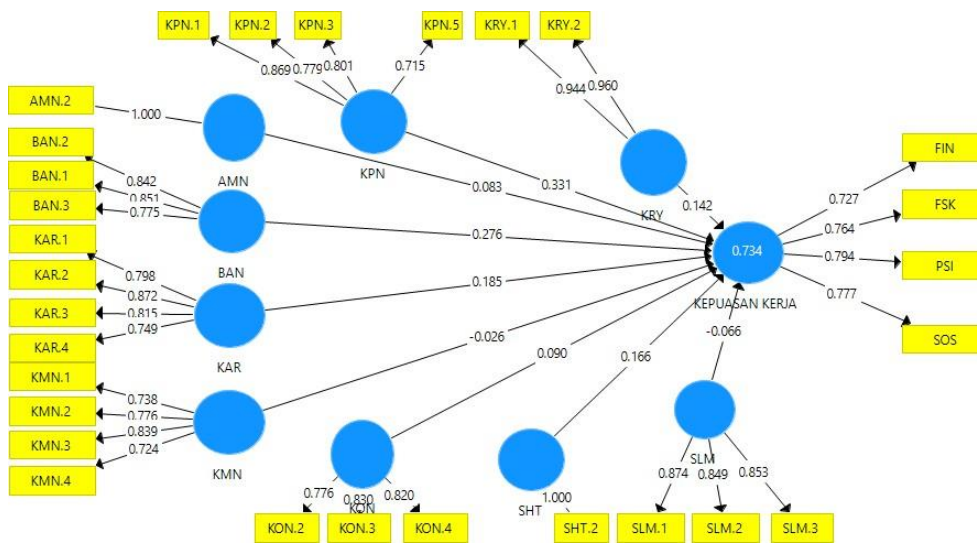 KPN.1
KPN.2
KPN.3
KPN.5
KRY.1
KRY.2
0.869
0.779
0.801
0.715
0.944
0.960
AMN.2
1.000
AMN
KPN
KRY
BAN.2
BAN.1
BAN.3
0.842
0.851
0.775
BAN
KAR.1
KAR.2
KAR.3
KAR.4
0.798
0.872
0.815
0.749
KAR
KMN.1
KMN.2
KMN.3
KMN.4
0.738
0.776
0.839
0.724
KMN
0.083
0.331
0.142
0.276
0.185
-0.026
0.090
0.166
-0.066
0.734
KEPUASAN KERJA
0.727
0.764
0.794
0.777
FIN
FSK
PSI
SOS
KON
0.776
0.830
0.820
KON.2
KON.3
KON.4
SHT
1.000
SHT.2
SLM
0.874
0.849
0.853
SLM.1
SLM.2
SLM.3